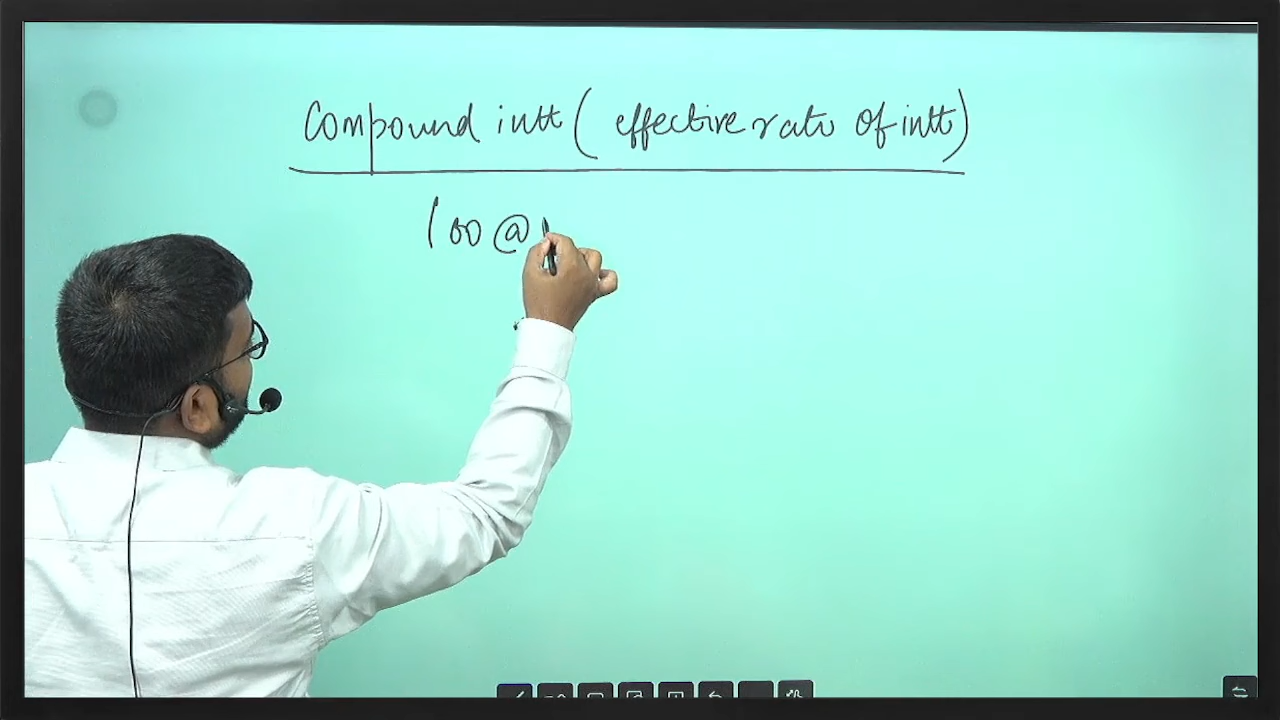 Compound intt ( effective rate of intt)
100 @